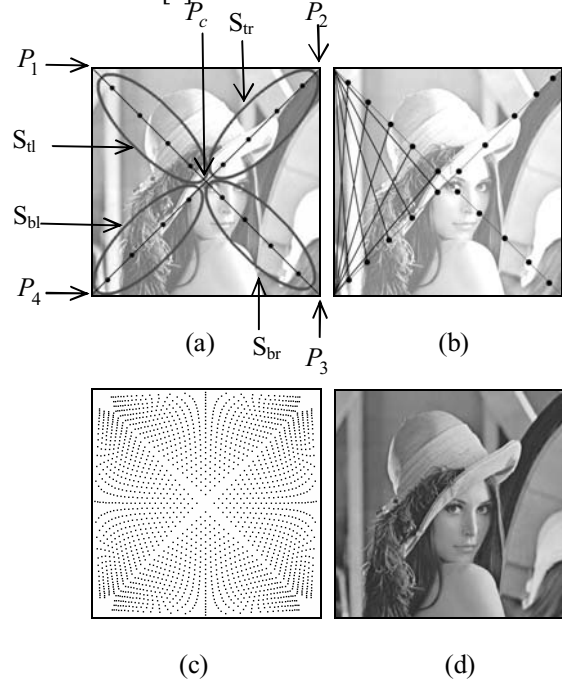 P_c
S_tr
P_2
P_1
S_tl
S_bl
P_4
(a)
S_br
P_3
(b)
(c)
(d)